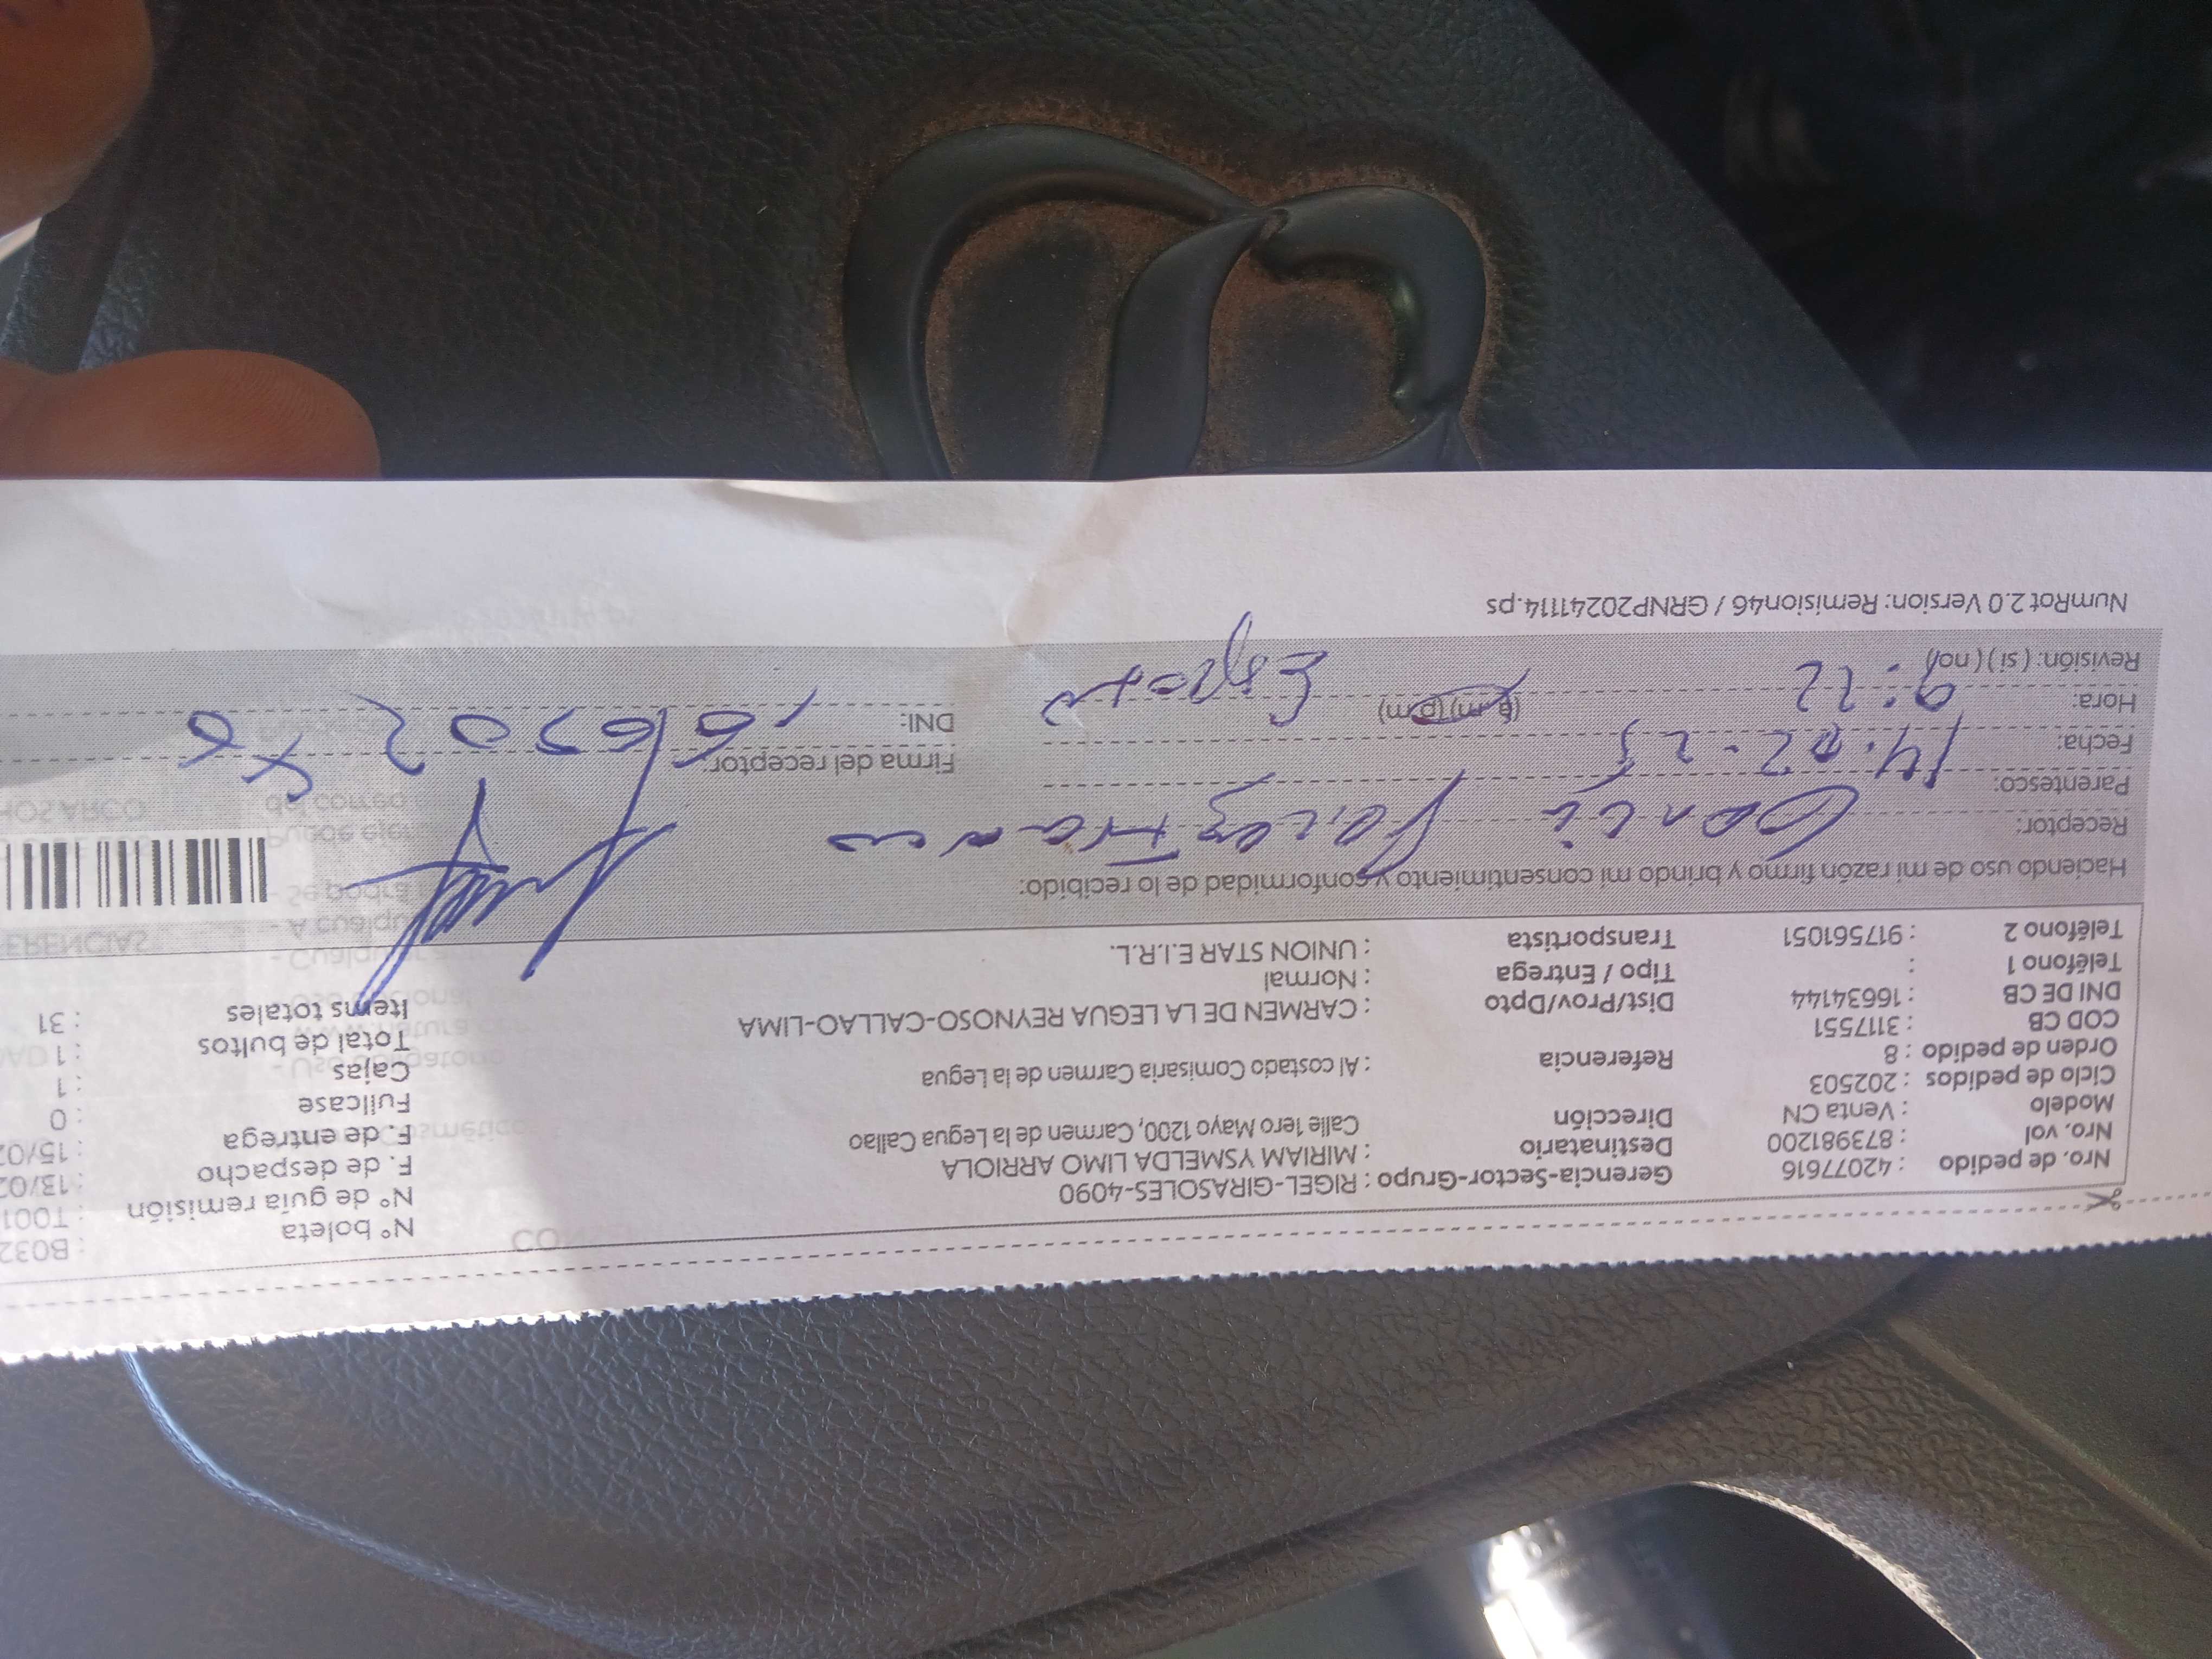 Nro. de pedido : 42077616 Gerencia-Sector-Grupo : RIGEL-GIRASOLES-4090 N° boleta : B032
Nro. vol : 873981200 Destinatario : MIRIAM YSMELDA LIMO ARRIOLA N° de guía remisión : T001
Modelo : Venta CN Dirección Calle 1ero Mayo 1200, Carmen de la Legua Callao F. de despacho : 13/02
Ciclo de pedidos : 202503 F. de entrega : 15/02
Orden de pedido : 8 Referencia : Al costado Comisaria Carmen de la Legua Fullcase : 0
COD CB : 3117551 Cajas : 1
DNI DE CB : 16634144 Dist/Prov/Dpto : CARMEN DE LA LEGUA REYNOSO-CALLAO-LIMA Total de bultos : 1
Teléfono 1 : Tipo / Entrega : Normal Items totales : 31
Teléfono 2 : 917561051 Transportista : UNION STAR E.I.R.L.
Haciendo uso de mi razón firmo y brindo mi consentimiento y conformidad de lo recibido:
Receptor: Franco
Parentesco: Firma del receptor:
Fecha: 14.02.25
Hora: 9:22 (a m) (p m) Esposo DNI:
Revisión: ( si ) ( no)
NumRot 2.0 Version: Remision46 / GRNP20241114.ps